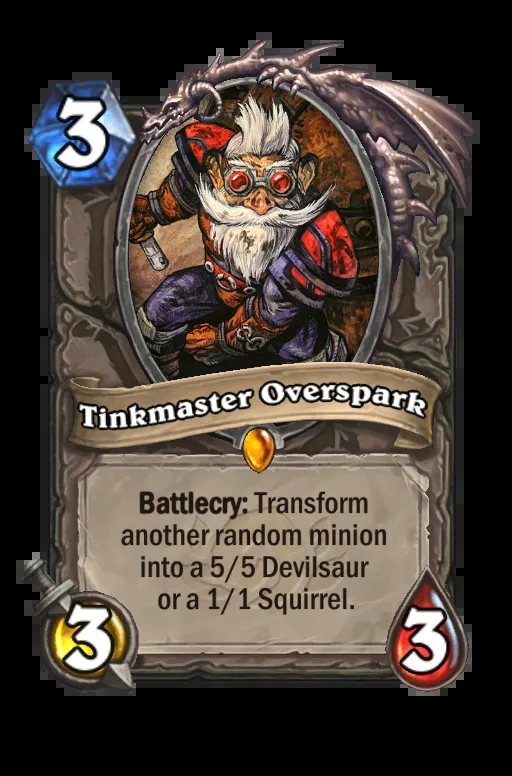 3
Tinkmaster Overspark
Battlecry: Transform
another random minion
into a 5/5 Devilsaur
or a 1/1 Squirrel.
3
3